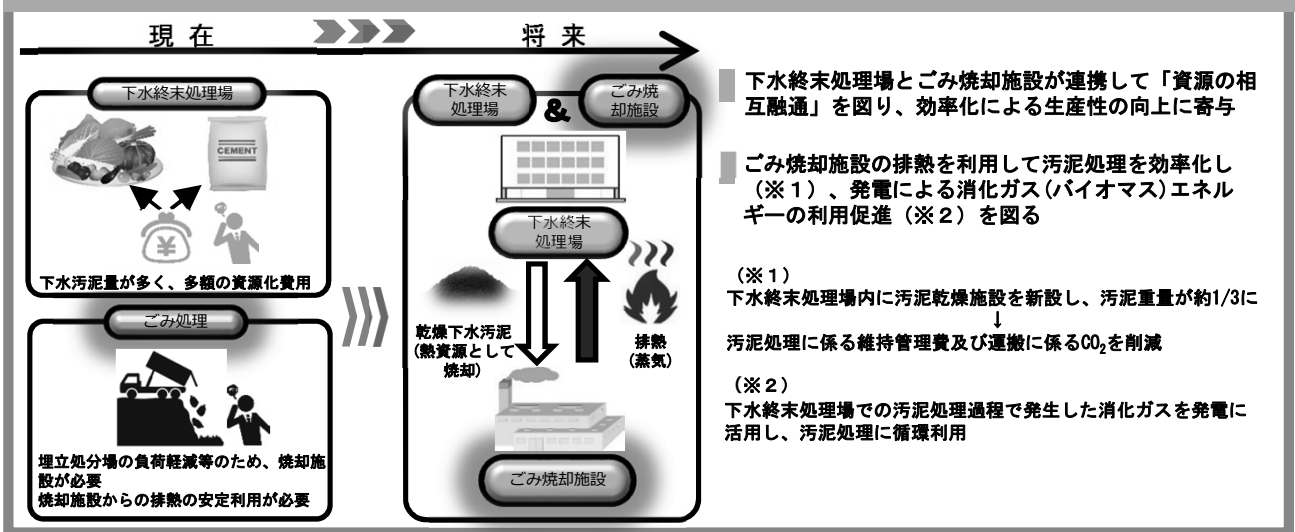 現在
将来
下水終末処理場
CEMENT
¥
下水汚泥量が多く、多額の資源化費用
ごみ処理
埋立処分場の負荷軽減等のため、焼却施
設が必要
焼却施設からの排熱の安定利用が必要
下水終末
処理場
&
ごみ焼
却施設
下水終末
処理場
乾燥下水汚泥
(熱資源として
焼却)
排熱
(蒸気)
ごみ焼却施設
下水終末処理場とごみ焼却施設が連携して「資源の相
互融通」を図り、効率化による生産性の向上に寄与
ごみ焼却施設の排熱を利用して汚泥処理を効率化し
(※1)、発電による消化ガス(バイオマス)エネル
ギーの利用促進(※2)を図る
(※1)
下水終末処理場内に汚泥乾燥施設を新設し、汚泥重量が約1/3に
↓
汚泥処理に係る維持管理費及び運搬に係るCO₂を削減
(※2)
下水終末処理場での汚泥処理過程で発生した消化ガスを発電に
活用し、汚泥処理に循環利用